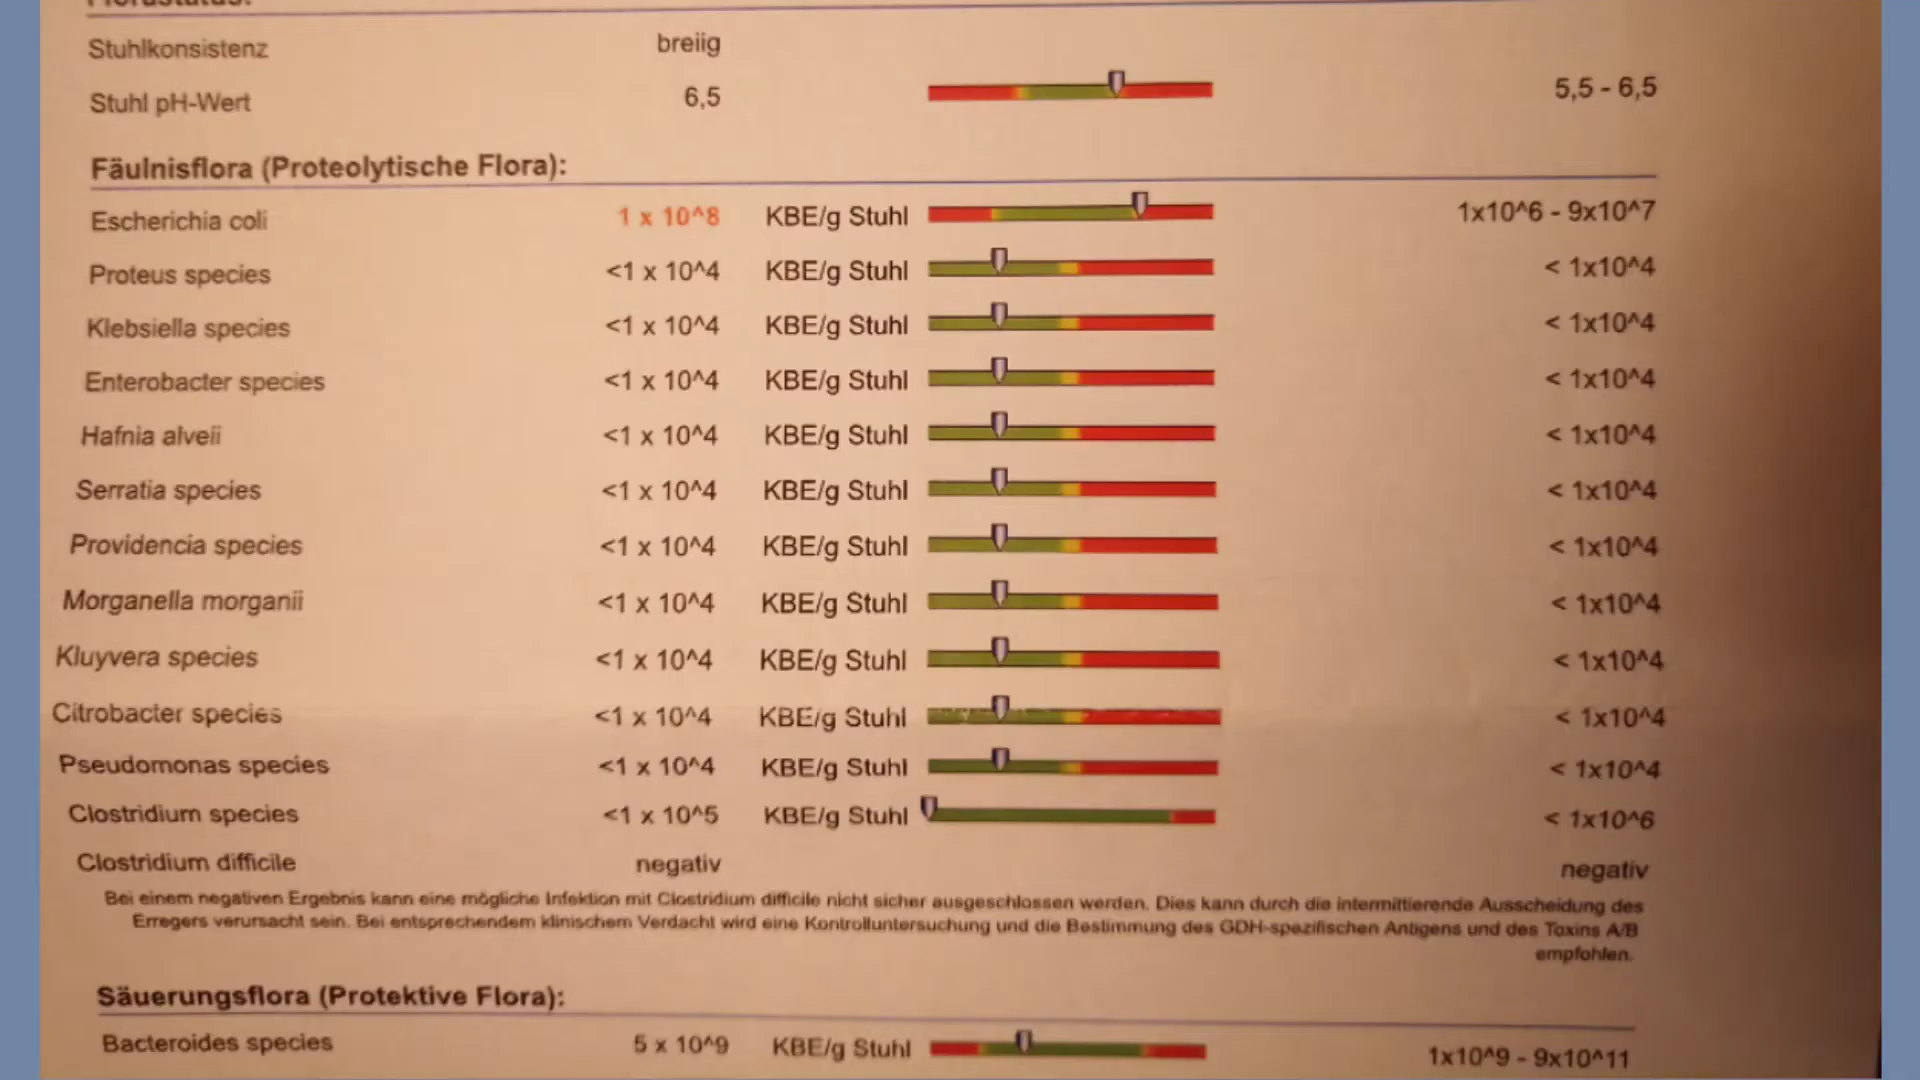 Florastatus:
Stuhlkonsistenz breiig
Stuhl pH-Wert 6,5 5,5 - 6,5
Fäulnisflora (Proteolytische Flora):
Escherichia coli 1 x 10^8 KBE/g Stuhl 1x10^6 - 9x10^7
Proteus species <1 x 10^4 KBE/g Stuhl < 1x10^4
Klebsiella species <1 x 10^4 KBE/g Stuhl < 1x10^4
Enterobacter species <1 x 10^4 KBE/g Stuhl < 1x10^4
Hafnia alveii <1 x 10^4 KBE/g Stuhl < 1x10^4
Serratia species <1 x 10^4 KBE/g Stuhl < 1x10^4
Providencia species <1 x 10^4 KBE/g Stuhl < 1x10^4
Morganella morganii <1 x 10^4 KBE/g Stuhl < 1x10^4
Kluyvera species <1 x 10^4 KBE/g Stuhl < 1x10^4
Citrobacter species <1 x 10^4 KBE/g Stuhl < 1x10^4
Pseudomonas species <1 x 10^4 KBE/g Stuhl < 1x10^4
Clostridium species <1 x 10^5 KBE/g Stuhl < 1x10^6
Clostridium difficile negativ negativ
Bei einem negativen Ergebnis kann eine mögliche Infektion mit Clostridium difficile nicht sicher ausgeschlossen werden. Dies kann durch die intermittierende Ausscheidung des
Erregers verursacht sein. Bei entsprechendem klinischem Verdacht wird eine Kontrolluntersuchung und die Bestimmung des GDH-spezifischen Antigens und des Toxins A/B
empfohlen.
Säuerungsflora (Protektive Flora):
Bacteroides species 5 x 10^9 KBE/g Stuhl 1x10^9 - 9x10^11